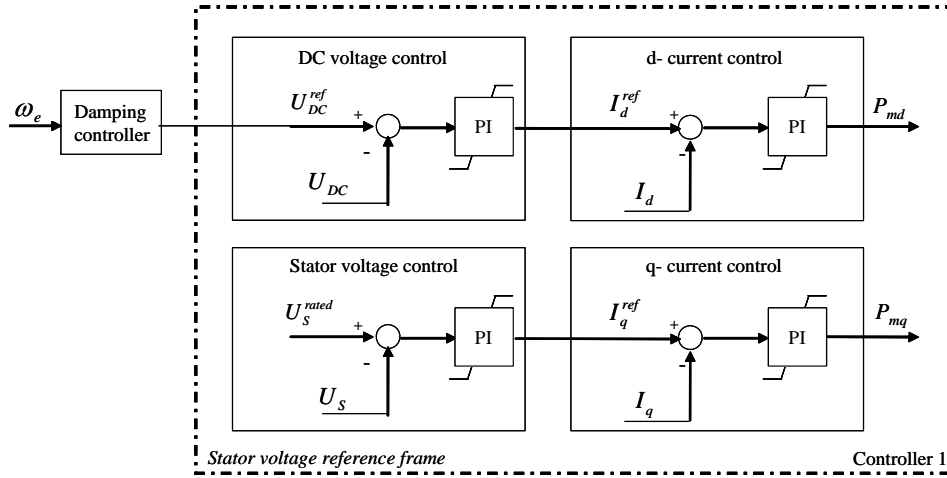 DC voltage control
d- current control
ω_e
Damping
controller
U_DC^ref
+
-
U_DC
PI
I_d^ref
+
-
I_d
PI
P_md
Stator voltage control
q- current control
U_S^rated
+
-
U_S
PI
I_q^ref
+
-
I_q
PI
P_mq
Stator voltage reference frame
Controller 1